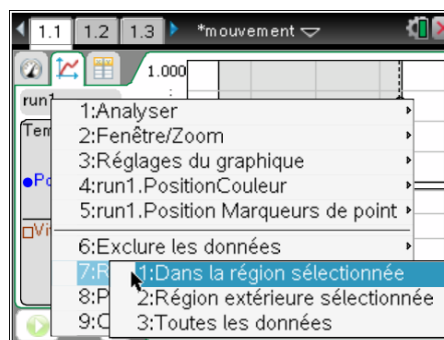 1.1 1.2 1.3 *mouvement
1.000
run1
Tem
1:Analyser
2:Fenêtre/Zoom
3:Réglages du graphique
Po
4:run1.PositionCouleur
5:run1.Position Marqueurs de point
Vi
6:Exclure les données
7:R
1:Dans la région sélectionnée
8:P
2:Région extérieure sélectionnée
9:C
3:Toutes les données